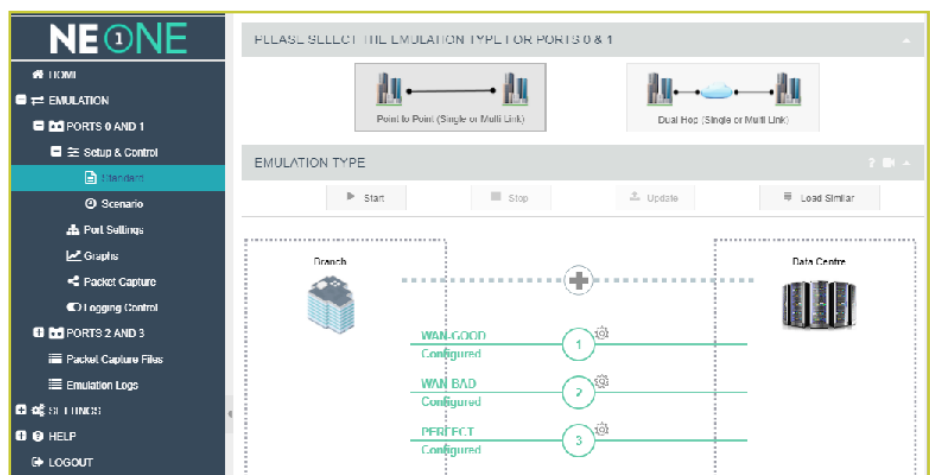 NE1NE
HOME
EMULATION
PORTS 0 AND 1
Setup & Control
Standard
Scenario
Port Settings
Graphs
Packet Capture
Logging Control
PORTS 2 AND 3
Packet Capture Files
Emulation Logs
SETTINGS
HELP
LOGOUT
PLEASE SELECT THE EMULATION TYPE FOR PORTS 0 & 1
Point to Point (Single or Multi Link)
Dual Hop (Single or Multi Link)
EMULATION TYPE
?
Start
Stop
Update
Load Similar
Branch
Data Centre
WAN-GOOD
Configured
1
WAN BAD
Configured
2
PERFECT
Configured
3